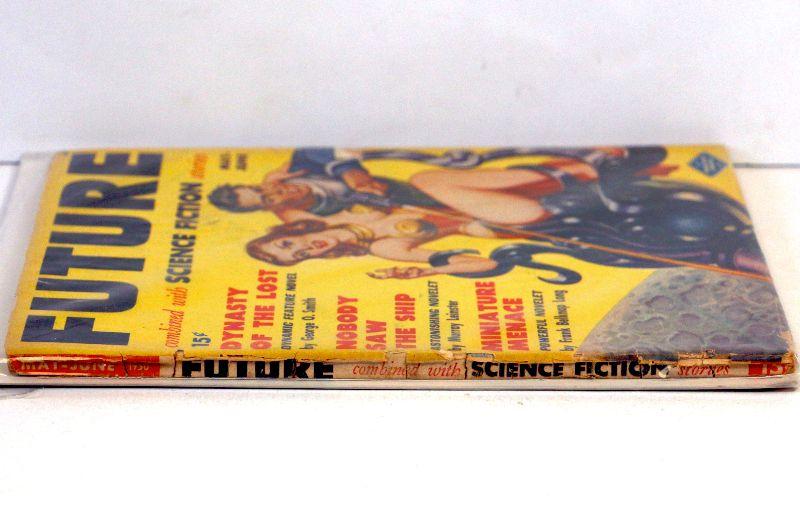 FUTURE
combined with SCIENCE FICTION stories
MAY-
JUNE
15¢
DYNASTY
OF THE LOST
DYNAMIC FEATURE NOVEL
by George O. Smith
NOBODY
SAW
THE SHIP
ASTONISHING NOVELET
by Murray Leinster
MINIATURE
MENACE
POWERFUL NOVELET
by Frank Belknap Long
MAY-JUNE 1950 FUTURE combined with SCIENCE FICTION stories 15¢